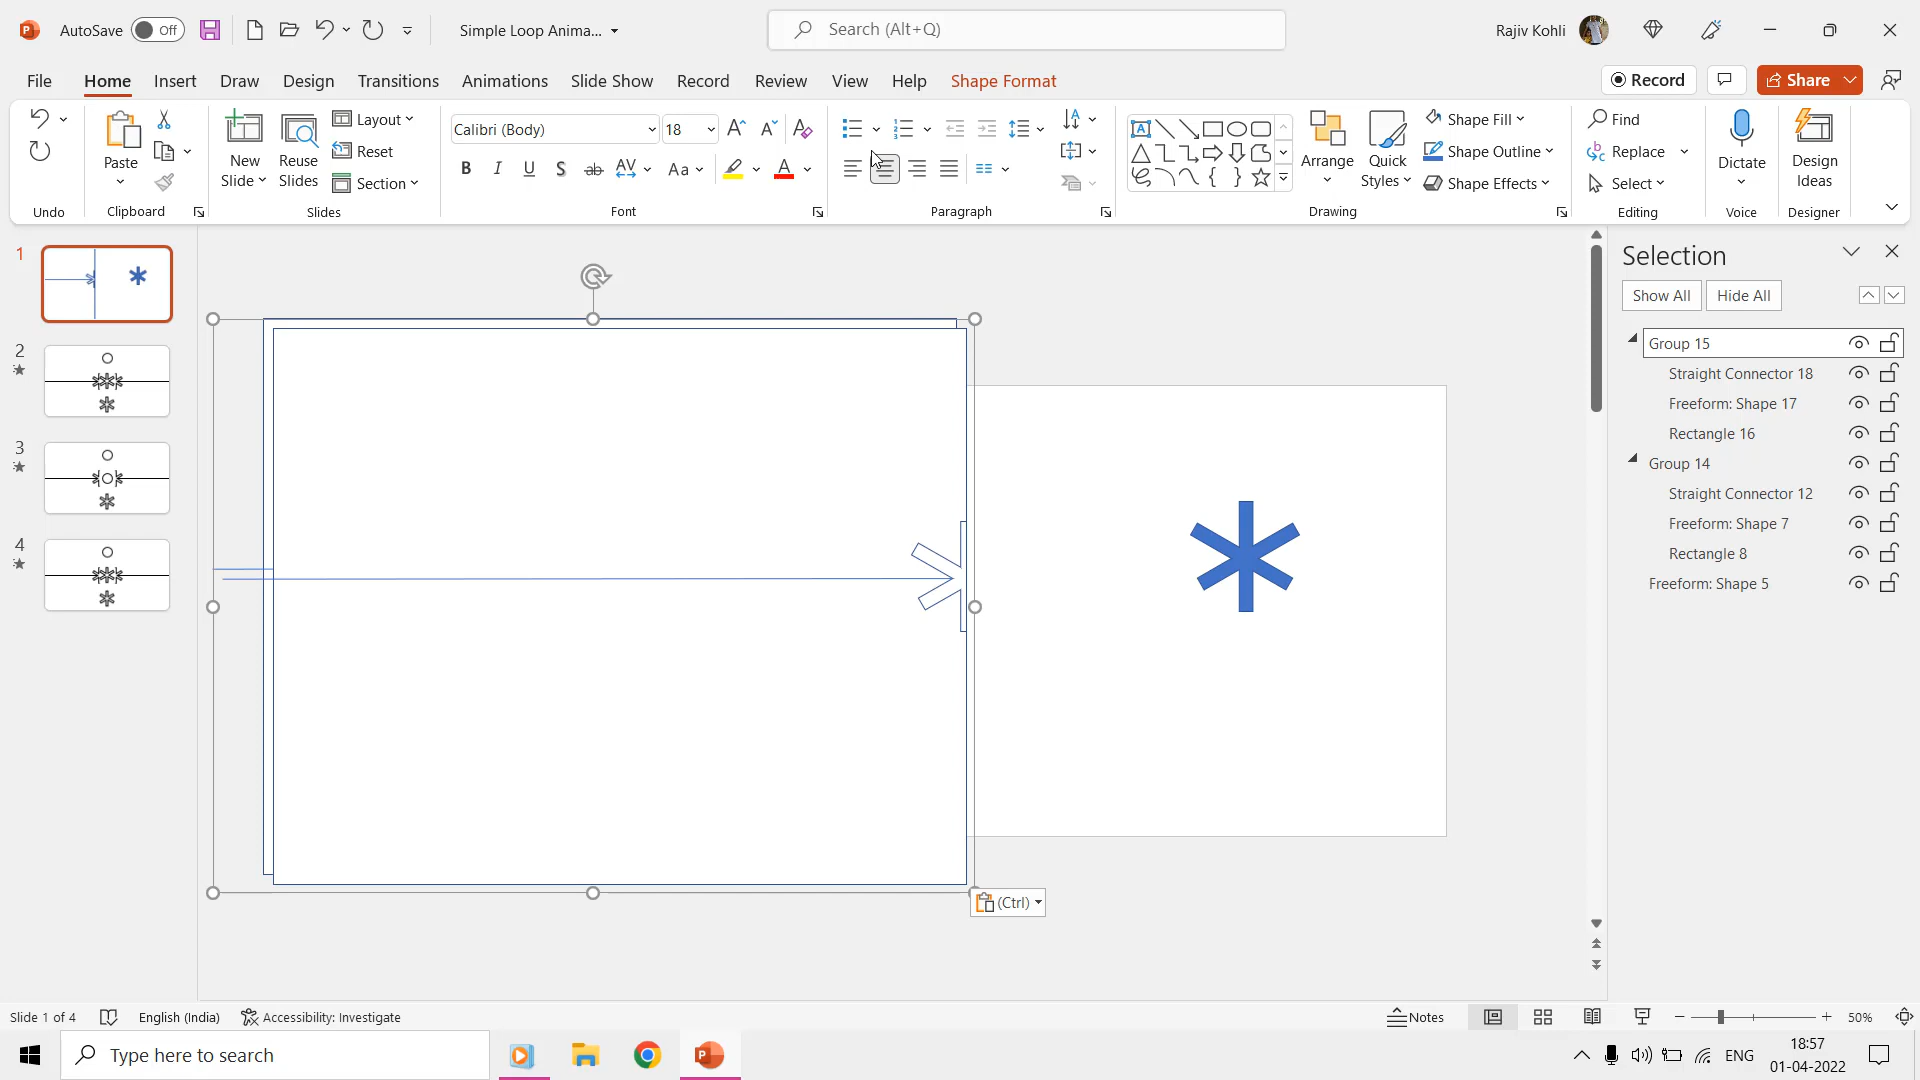 AutoSave Off Simple Loop Anima... Search (Alt+Q) Rajiv Kohli
File Home Insert Draw Design Transitions Animations Slide Show Record Review View Help Shape Format Record Share
Paste
New Slide
Reuse Slides
Layout
Reset
Section
Calibri (Body) 18
B I U S ab AV Aa A
Arrange
Quick Styles
Shape Fill
Shape Outline
Shape Effects
Find
Replace
Select
Dictate
Design Ideas
Undo Clipboard Slides Font Paragraph Drawing Editing Voice Designer
1
2
3
4
(Ctrl)
Selection
Show All Hide All
Group 15
Straight Connector 18
Freeform: Shape 17
Rectangle 16
Group 14
Straight Connector 12
Freeform: Shape 7
Rectangle 8
Freeform: Shape 5
Slide 1 of 4 English (India) Accessibility: Investigate Notes 50%
Type here to search ENG 18:57
01-04-2022